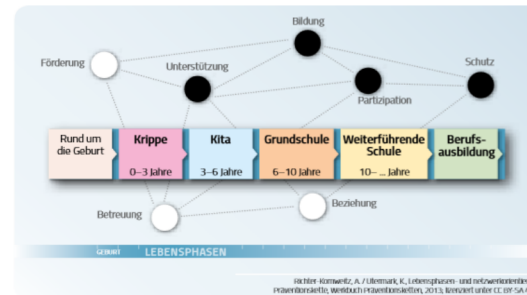 Bildung
Förderung
Unterstützung
Schutz
Partizipation
Rund um
die Geburt
Krippe
0–3 Jahre
Kita
3–6 Jahre
Grundschule
6–10 Jahre
Weiterführende
Schule
10– ... Jahre
Berufs-
ausbildung
Betreuung
Beziehung
GEBURT LEBENSPHASEN
Richter-Kornweitz, A. / Utermark, K., Lebensphasen- und netzwerkorientie
Präventionskette, Werkbuch Präventionsketten, 2013, lizenziert unter CC BY-SA